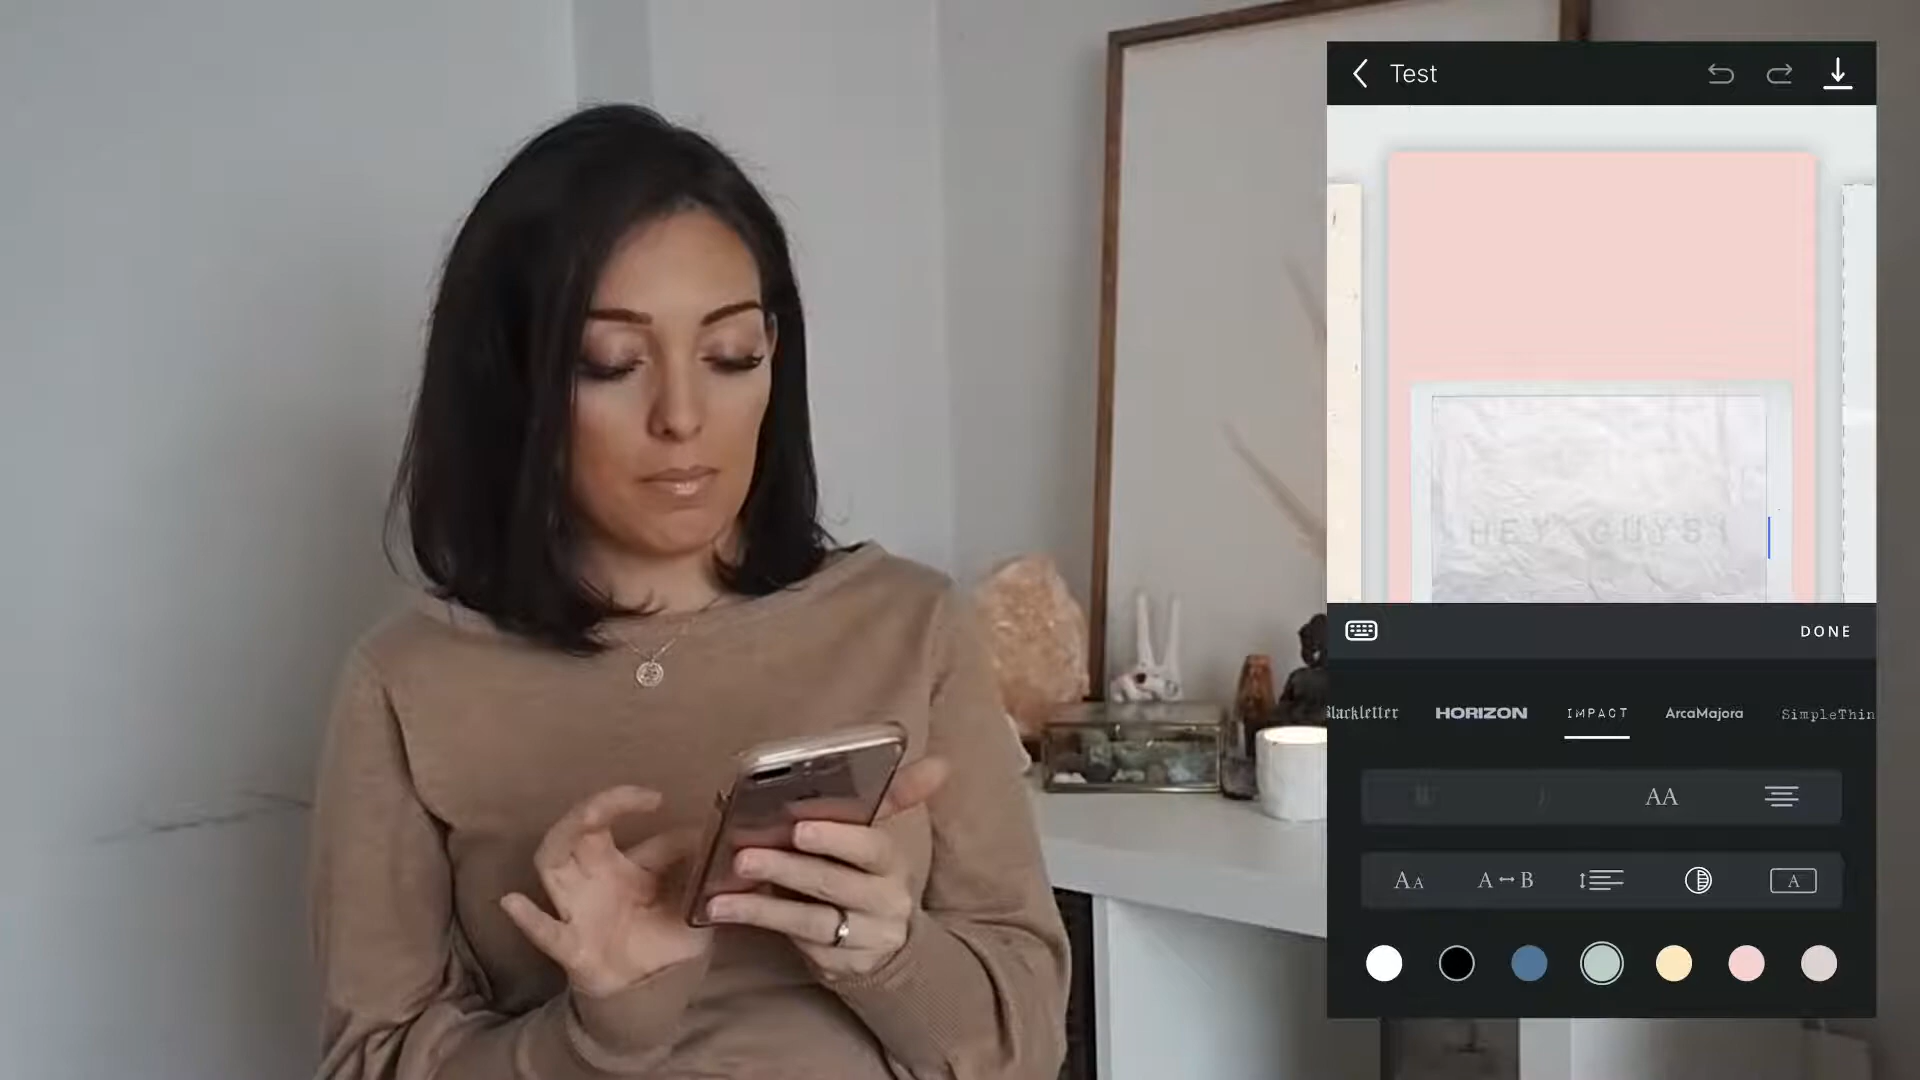 Test
HEY GUYS!
DONE
Blackletter HORIZON IMPACT ArcaMajora SimpleThin
AA
AA A↔B A